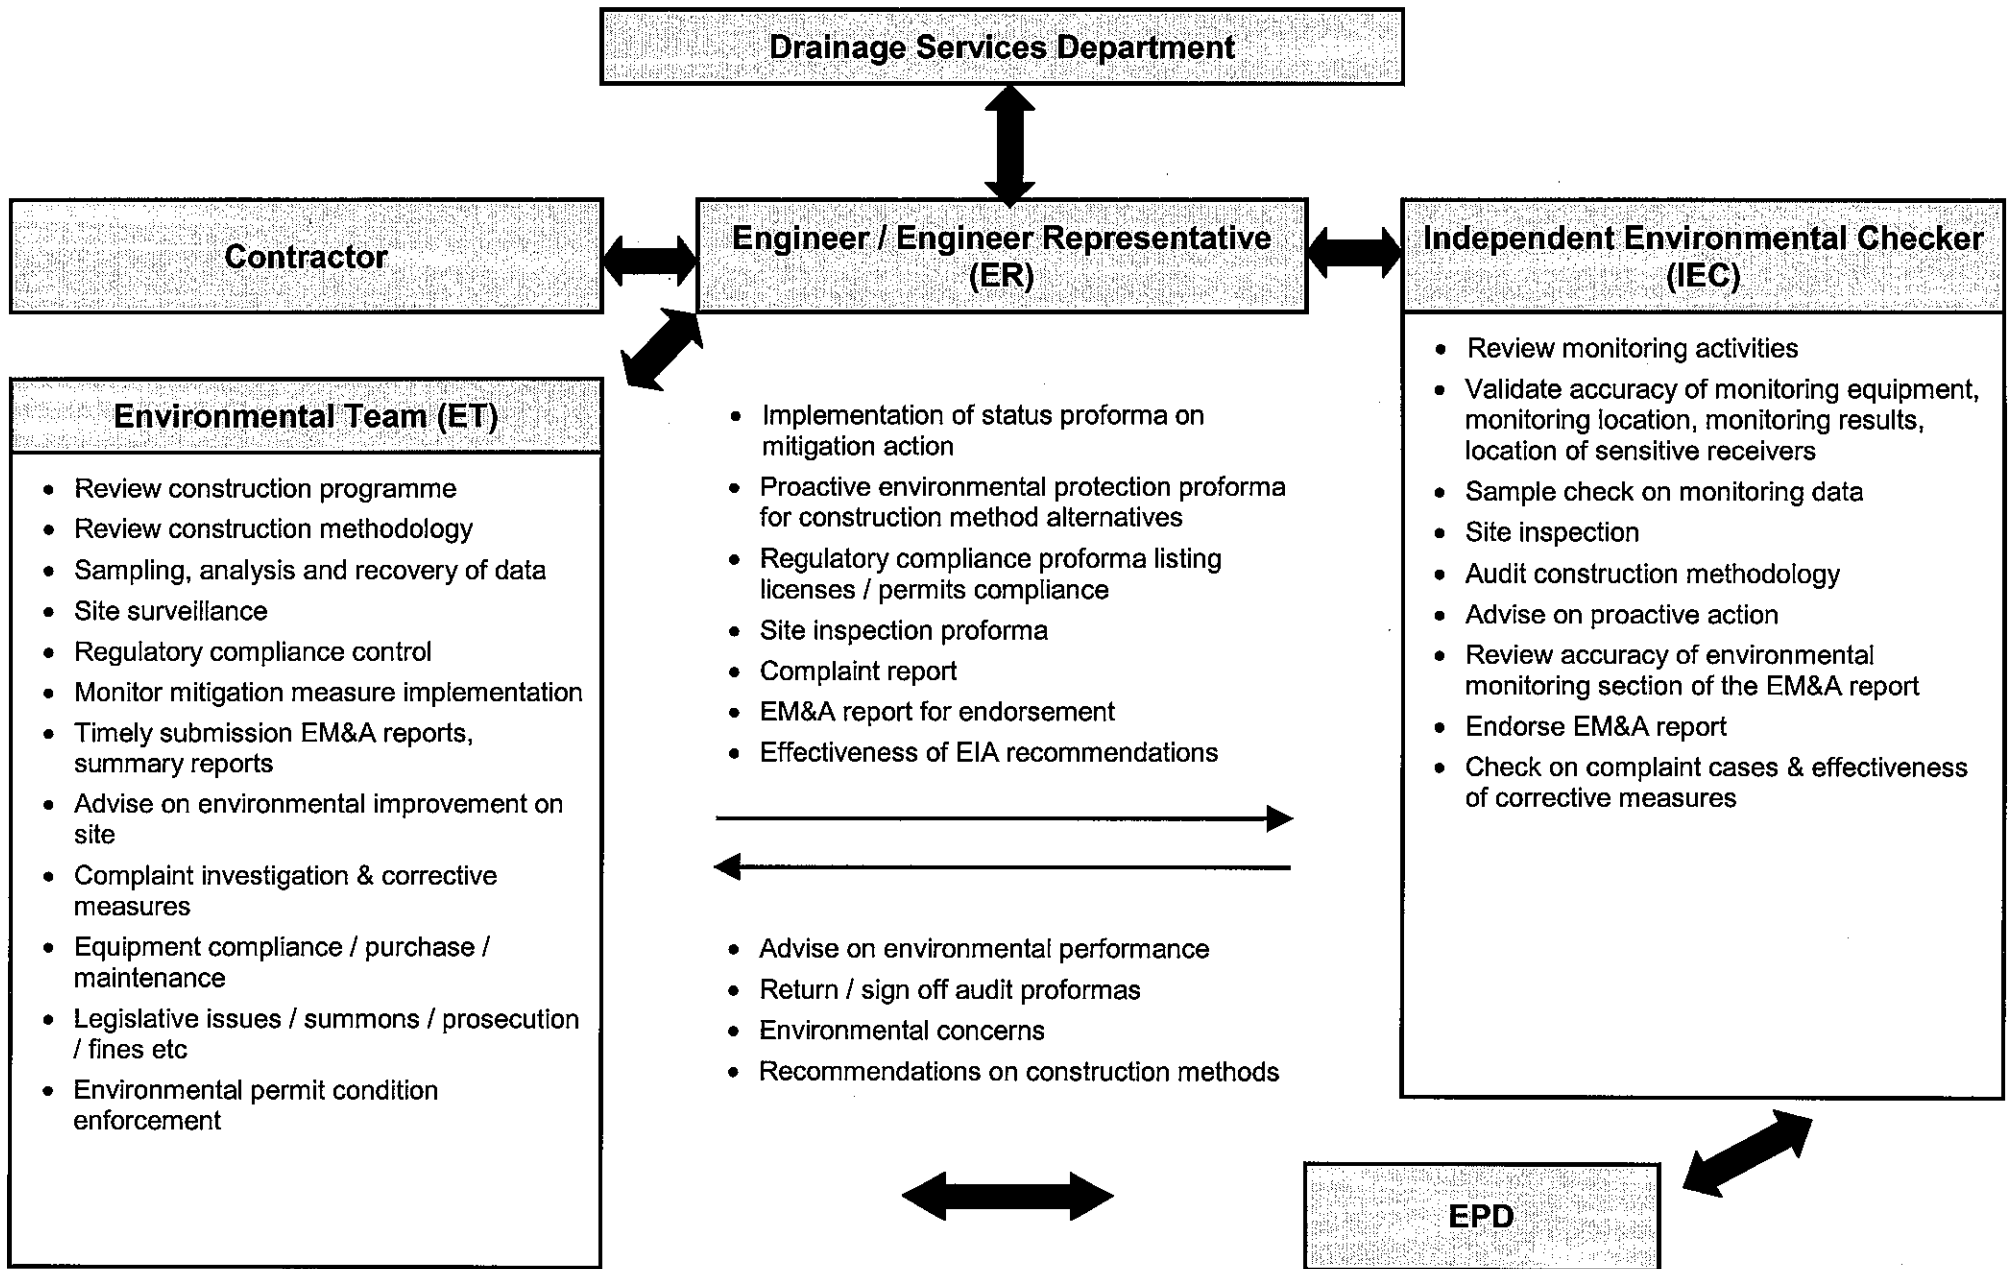 Drainage Services Department
Contractor
Engineer / Engineer Representative
(ER)
Independent Environmental Checker
(IEC)
Environmental Team (ET)
• Review construction programme
• Review construction methodology
• Sampling, analysis and recovery of data
• Site surveillance
• Regulatory compliance control
• Monitor mitigation measure implementation
• Timely submission EM&A reports,
summary reports
• Advise on environmental improvement on
site
• Complaint investigation & corrective
measures
• Equipment compliance / purchase /
maintenance
• Legislative issues / summons / prosecution
/ fines etc
• Environmental permit condition
enforcement
• Implementation of status proforma on
mitigation action
• Proactive environmental protection proforma
for construction method alternatives
• Regulatory compliance proforma listing
licenses / permits compliance
• Site inspection proforma
• Complaint report
• EM&A report for endorsement
• Effectiveness of EIA recommendations
• Advise on environmental performance
• Return / sign off audit proformas
• Environmental concerns
• Recommendations on construction methods
• Review monitoring activities
• Validate accuracy of monitoring equipment,
monitoring location, monitoring results,
location of sensitive receivers
• Sample check on monitoring data
• Site inspection
• Audit construction methodology
• Advise on proactive action
• Review accuracy of environmental
monitoring section of the EM&A report
• Endorse EM&A report
• Check on complaint cases & effectiveness
of corrective measures
EPD